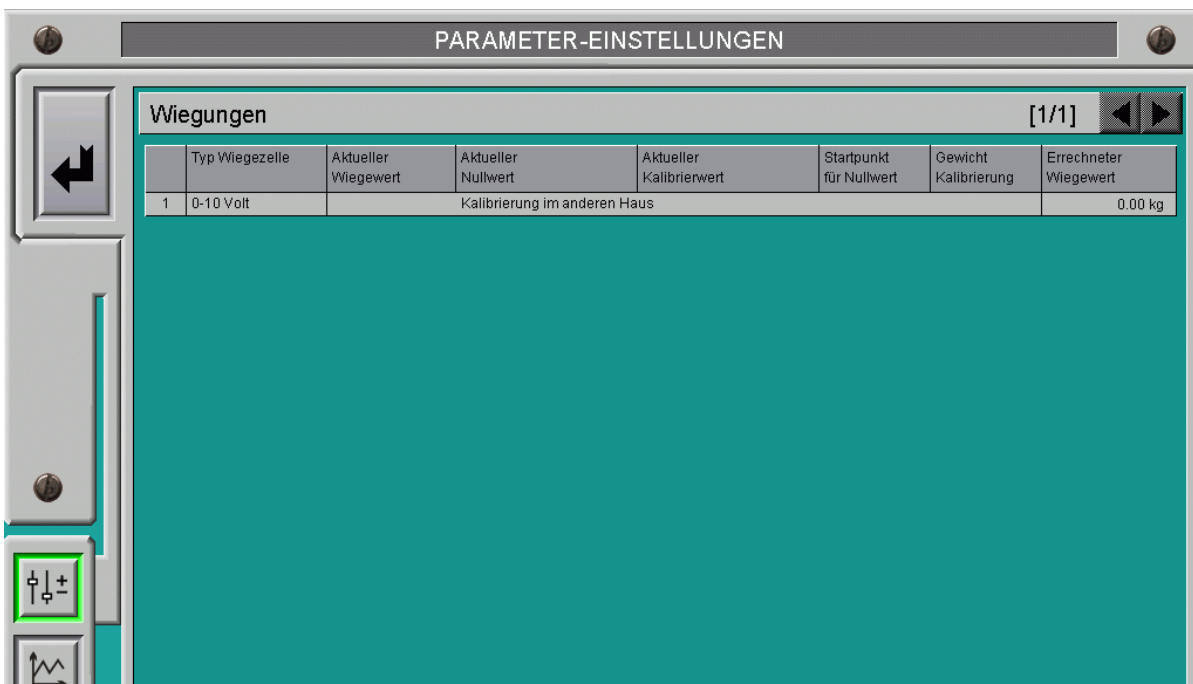 PARAMETER-EINSTELLUNGEN
Wiegungen [1/1]
Typ Wiegezelle Aktueller Aktueller Aktueller Startpunkt Gewicht Errechneter
Wiegewert Nullwert Kalibrierwert für Nullwert Kalibrierung Wiegewert
1 0-10 Volt Kalibrierung im anderen Haus 0.00 kg